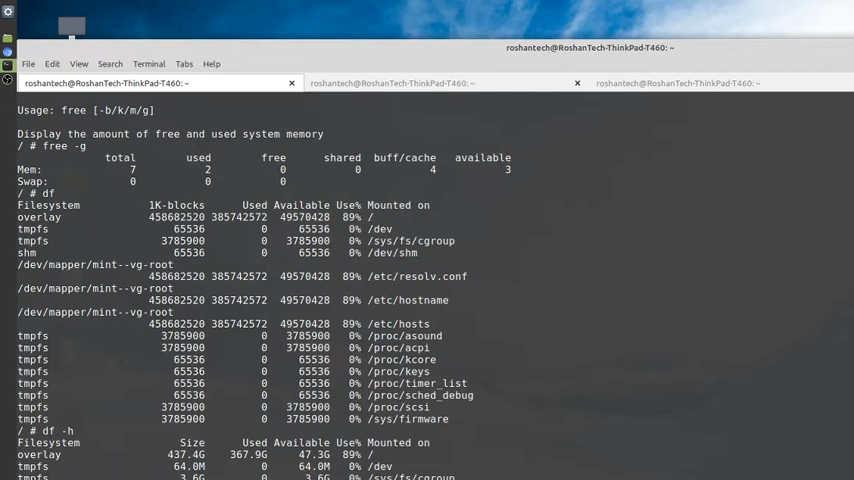 roshantech@RoshanTech-ThinkPad-T460: ~
File Edit View Search Terminal Tabs Help
roshantech@RoshanTech-ThinkPad-T460: ~ × roshantech@RoshanTech-ThinkPad-T460: ~ × roshantech@RoshanTech-ThinkPad-T460: ~
Usage: free [-b/k/m/g]
Display the amount of free and used system memory
/ # free -g
total used free shared buff/cache available
Mem: 7 2 0 0 4 3
Swap: 0 0 0
/ # df
Filesystem 1K-blocks Used Available Use% Mounted on
overlay 458682520 385742572 49570428 89% /
tmpfs 65536 0 65536 0% /dev
tmpfs 3785900 0 3785900 0% /sys/fs/cgroup
shm 65536 0 65536 0% /dev/shm
/dev/mapper/mint--vg-root
458682520 385742572 49570428 89% /etc/resolv.conf
/dev/mapper/mint--vg-root
458682520 385742572 49570428 89% /etc/hostname
/dev/mapper/mint--vg-root
458682520 385742572 49570428 89% /etc/hosts
tmpfs 3785900 0 3785900 0% /proc/asound
tmpfs 3785900 0 3785900 0% /proc/acpi
tmpfs 65536 0 65536 0% /proc/kcore
tmpfs 65536 0 65536 0% /proc/keys
tmpfs 65536 0 65536 0% /proc/timer_list
tmpfs 65536 0 65536 0% /proc/sched_debug
tmpfs 3785900 0 3785900 0% /proc/scsi
tmpfs 3785900 0 3785900 0% /sys/firmware
/ # df -h
Filesystem Size Used Available Use% Mounted on
overlay 437.4G 367.9G 47.3G 89% /
tmpfs 64.0M 0 64.0M 0% /dev
tmpfs 3.6G 0 3.6G 0% /sys/fs/cgroup